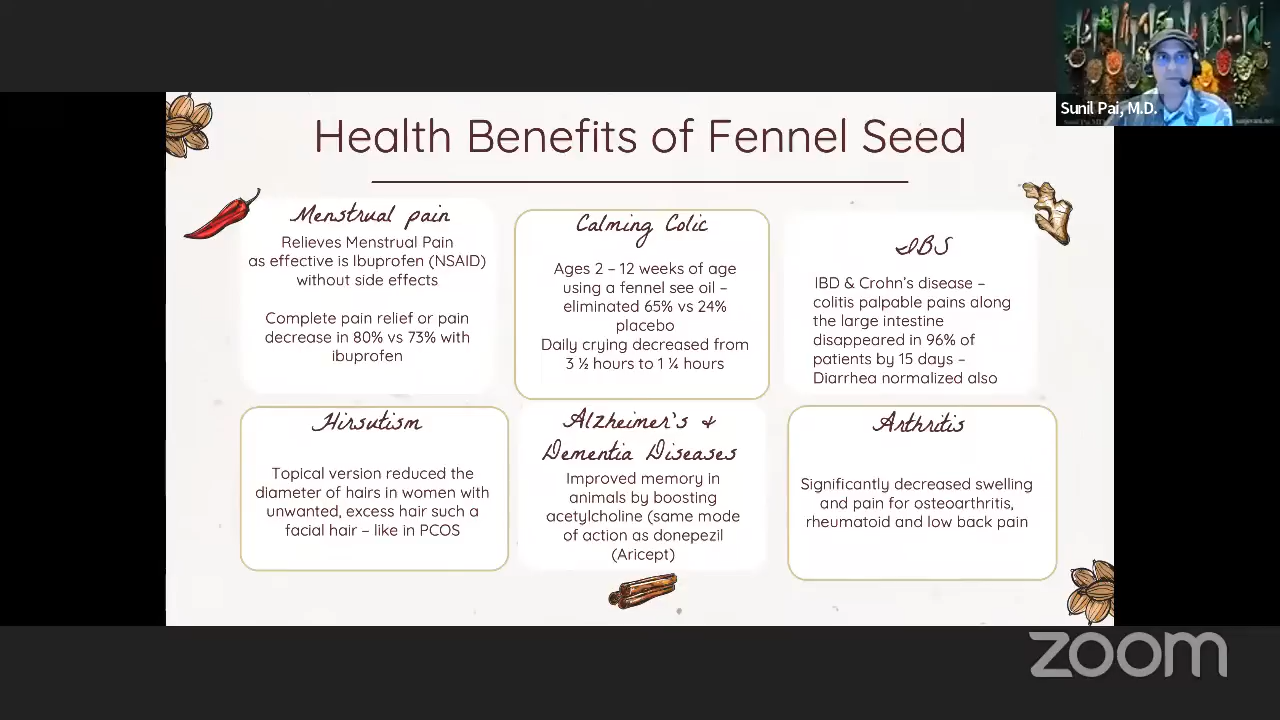 Sunil Pai, M.D.
Health Benefits of Fennel Seed
Menstrual pain
Relieves Menstrual Pain
as effective is Ibuprofen (NSAID)
without side effects
Complete pain relief or pain
decrease in 80% vs 73% with
ibuprofen
Calming Colic
Ages 2 – 12 weeks of age
using a fennel see oil –
eliminated 65% vs 24%
placebo
Daily crying decreased from
3 ½ hours to 1 ¼ hours
IBS
IBD & Crohn's disease –
colitis palpable pains along
the large intestine
disappeared in 96% of
patients by 15 days –
Diarrhea normalized also
Hirsutism
Topical version reduced the
diameter of hairs in women with
unwanted, excess hair such a
facial hair – like in PCOS
Alzheimer's +
Dementia Diseases
Improved memory in
animals by boosting
acetylcholine (same mode
of action as donepezil
(Aricept)
Arthritis
Significantly decreased swelling
and pain for osteoarthritis,
rheumatoid and low back pain
zoom